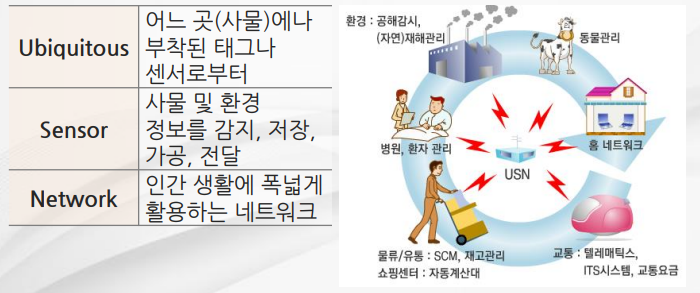 Ubiquitous
어느 곳(사물)에나
부착된 태그나
센서로부터
Sensor
사물 및 환경
정보를 감지, 저장,
가공, 전달
Network
인간 생활에 폭넓게
활용하는 네트워크
환경 : 공해감시,
(자연)재해관리
동물관리
병원, 환자 관리
홈 네트워크
USN
물류/유통 : SCM, 재고관리
쇼핑센터 : 자동계산대
교통 : 텔레매틱스,
ITS시스템, 교통요금